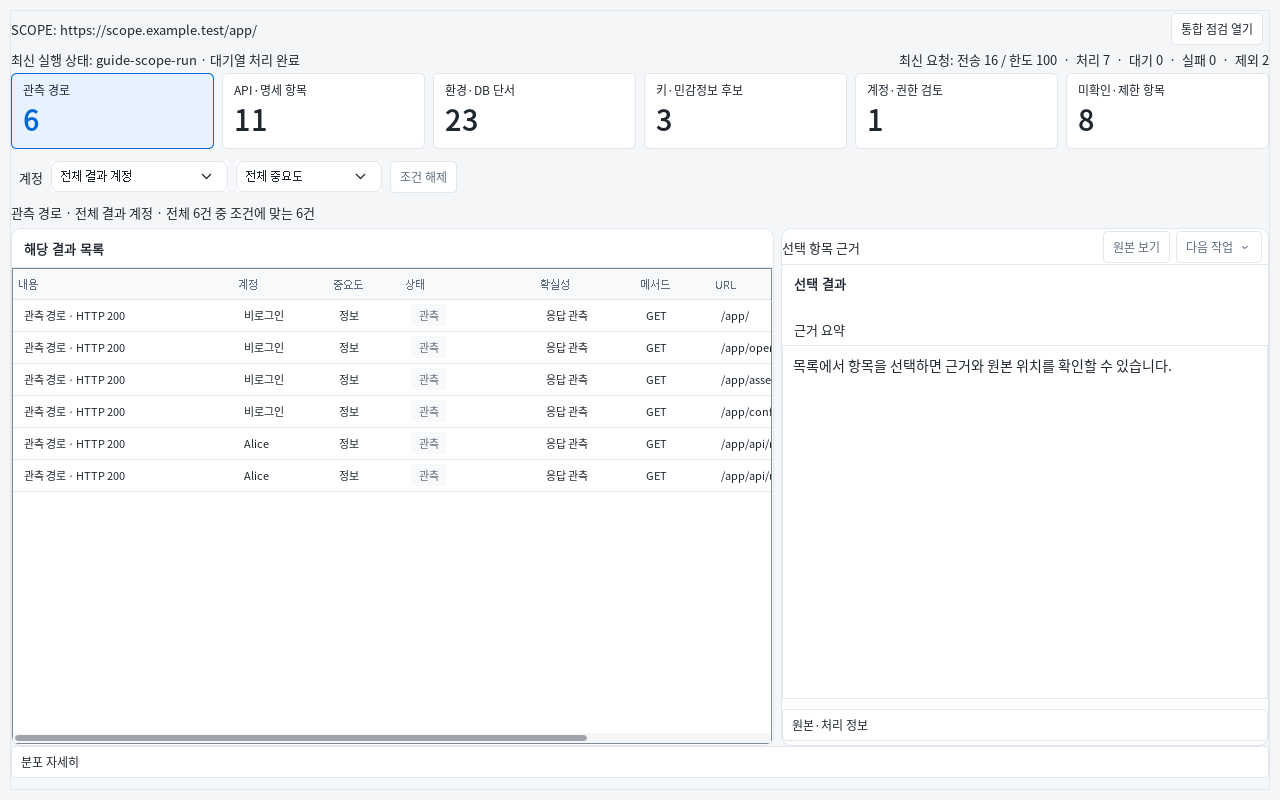 SCOPE: https://scope.example.test/app/
통합 점검 열기
최신 실행 상태: guide-scope-run · 대기열 처리 완료
최신 요청: 전송 16 / 한도 100 · 처리 7 · 대기 0 · 실패 0 · 제외 2
관측 경로
6
API·명세 항목
11
환경·DB 단서
23
키·민감정보 후보
3
계정·권한 검토
1
미확인·제한 항목
8
계정 전체 결과 계정 전체 중요도 조건 해제
관측 경로 · 전체 결과 계정 · 전체 6건 중 조건에 맞는 6건
해당 결과 목록
내용 계정 중요도 상태 확실성 메서드 URL
관측 경로 · HTTP 200 비로그인 정보 관측 응답 관측 GET /app/
관측 경로 · HTTP 200 비로그인 정보 관측 응답 관측 GET /app/oper
관측 경로 · HTTP 200 비로그인 정보 관측 응답 관측 GET /app/asse
관측 경로 · HTTP 200 비로그인 정보 관측 응답 관측 GET /app/conf
관측 경로 · HTTP 200 Alice 정보 관측 응답 관측 GET /app/api/
관측 경로 · HTTP 200 Alice 정보 관측 응답 관측 GET /app/api/
선택 항목 근거 원본 보기 다음 작업
선택 결과
근거 요약
목록에서 항목을 선택하면 근거와 원본 위치를 확인할 수 있습니다.
원본·처리 정보
분포 자세히